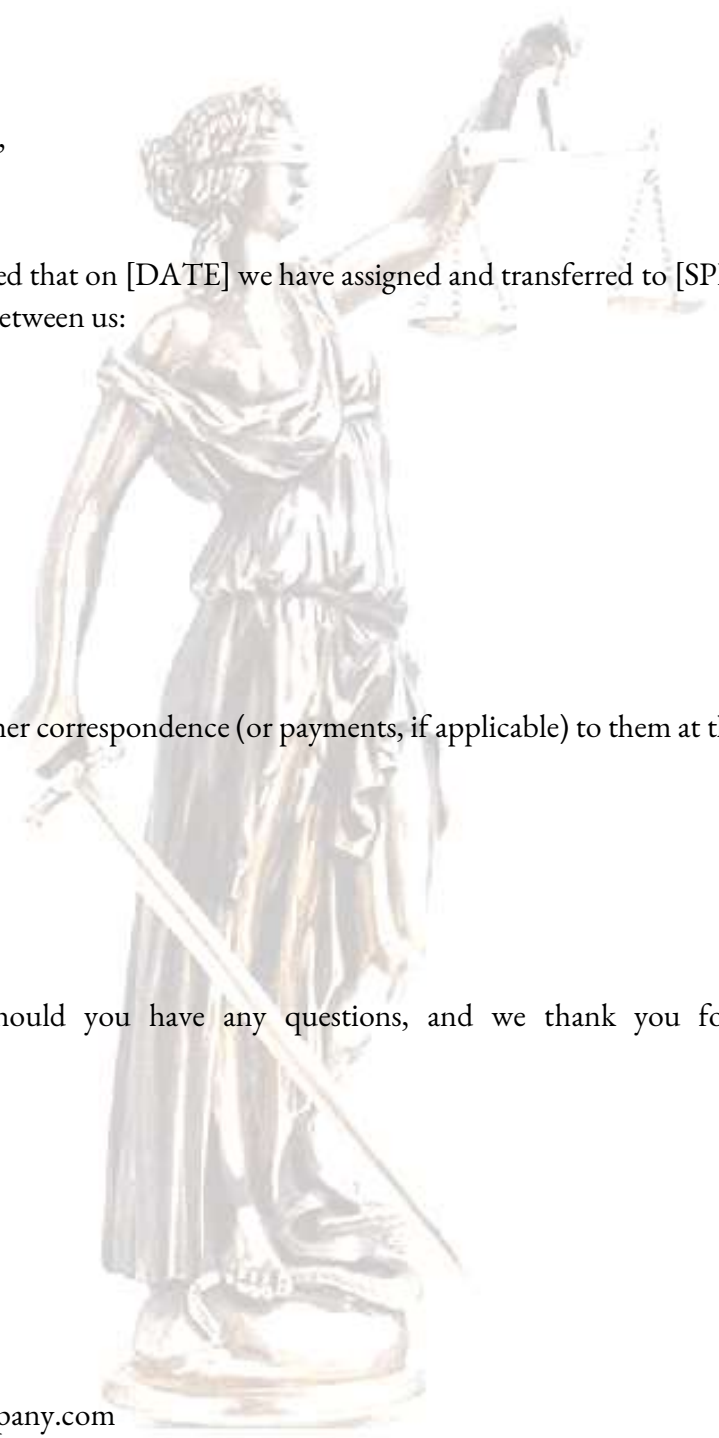 ,
ed that on [DATE] we have assigned and transferred to [SP
etween us:
her correspondence (or payments, if applicable) to them at th
hould you have any questions, and we thank you fo
pany.com